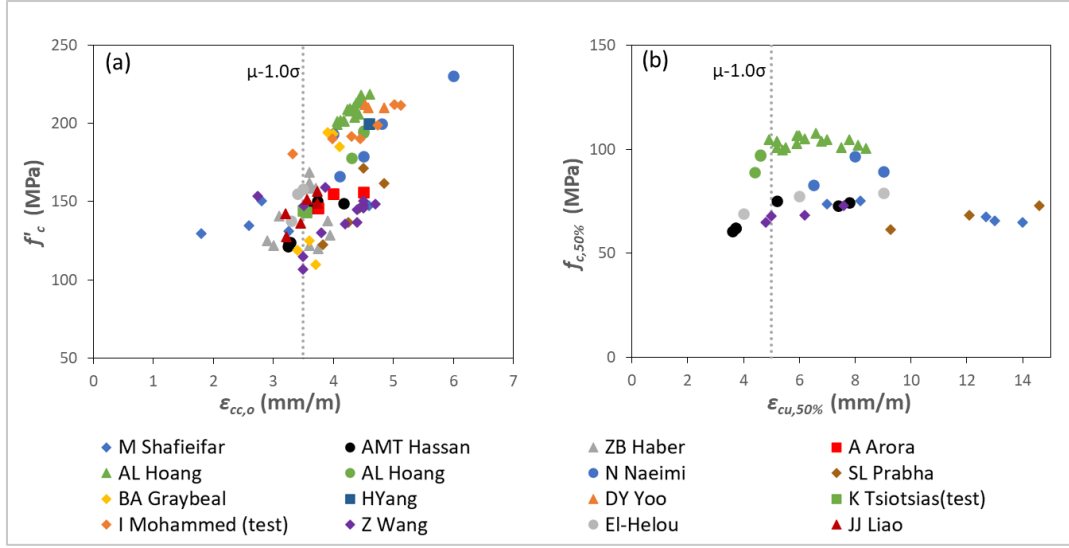 (a)
μ-1.0σ
250
200
150
100
50
f'c (MPa)
0 1 2 3 4 5 6 7
εcc,o (mm/m)
(b)
μ-1.0σ
150
100
50
0
fc,50% (MPa)
0 2 4 6 8 10 12 14
εcu,50% (mm/m)
M Shafieifar AMT Hassan ZB Haber A Arora
AL Hoang AL Hoang N Naeimi SL Prabha
BA Graybeal HYang DY Yoo K Tsiotsias(test)
I Mohammed (test) Z Wang El-Helou JJ Liao